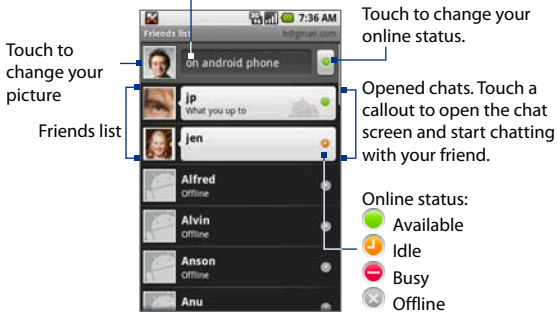 7:36 AM
Friends list
b@gmail.com
Touch to
change your
picture
on android phone
Touch to change your
online status.
Friends list
jp
What you up to
jen
Opened chats. Touch a
callout to open the chat
screen and start chatting
with your friend.
Alfred
Offline
Alvin
Offline
Anson
Offline
Anu
Online status:
Available
Idle
Busy
Offline